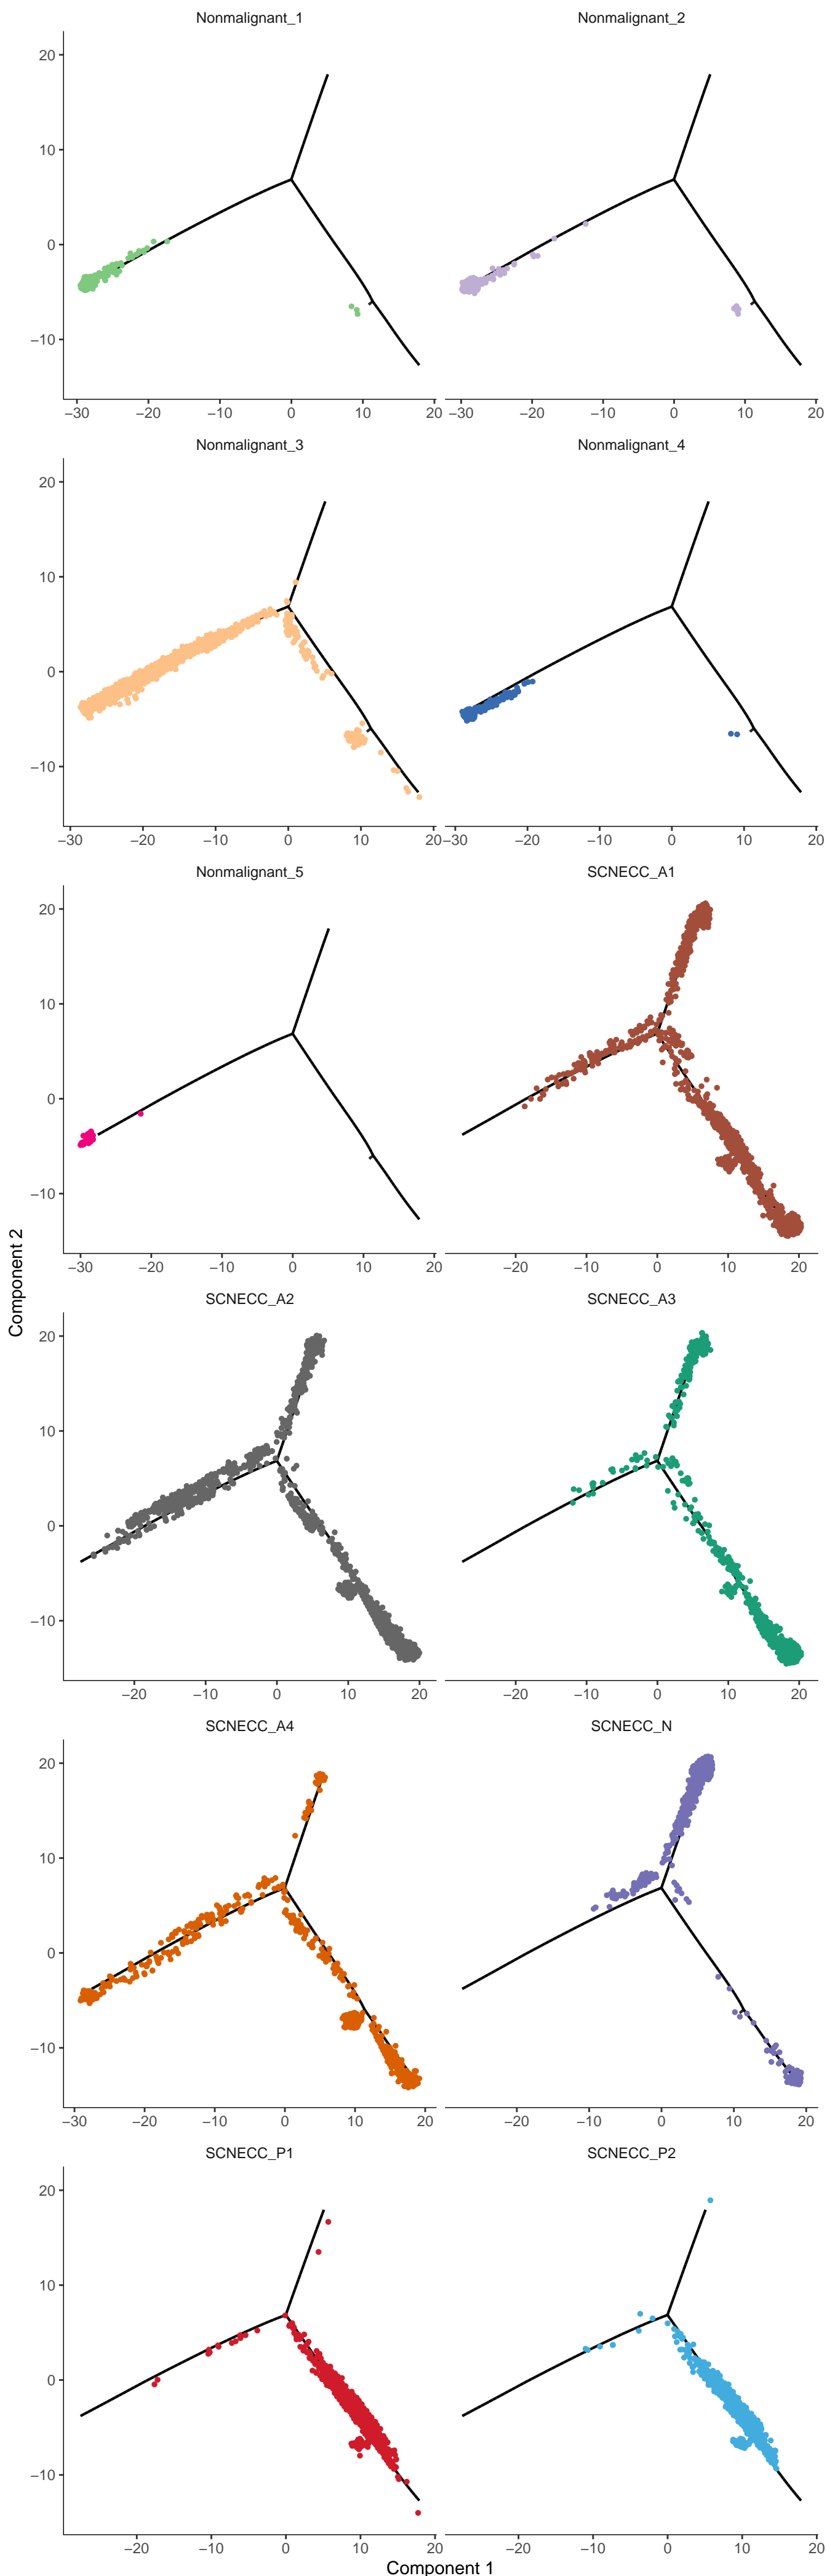 Nonmalignant_1 Nonmalignant_2
20
10
0
−10
−30 −20 −10 0 10 20 −30 −20 −10 0 10 20
Nonmalignant_3 Nonmalignant_4
20
10
0
−10
−30 −20 −10 0 10 20 −30 −20 −10 0 10 20
Nonmalignant_5 SCNECC_A1
20
10
0
−10
−30 −20 −10 0 10 20 −20 −10 0 10 20
Component 2
SCNECC_A2 SCNECC_A3
20
10
0
−10
−20 −10 0 10 20 −20 −10 0 10 20
SCNECC_A4 SCNECC_N
20
10
0
−10
−30 −20 −10 0 10 20 −20 −10 0 10 20
SCNECC_P1 SCNECC_P2
20
10
0
−10
−20 −10 0 10 20 −20 −10 0 10 20
Component 1